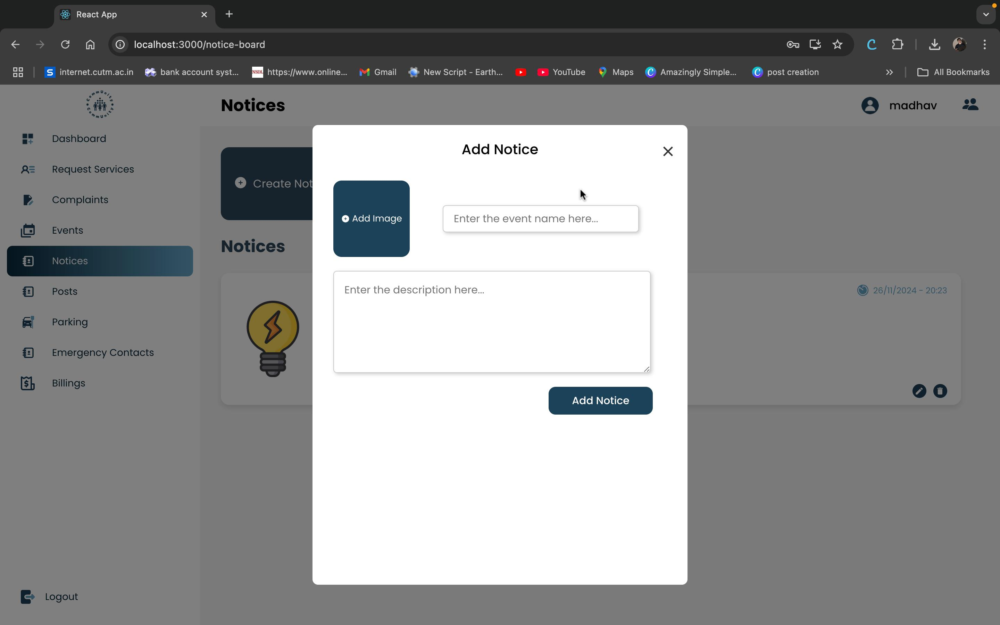 React App
localhost:3000/notice-board
internet.cutm.ac.in
bank account syst...
NSDL
https://www.online...
Gmail
New Script - Earth...
YouTube
Maps
Amazingly Simple...
post creation
All Bookmarks
CommUnity CommUnity
Notices
madhav
Dashboard
Request Services
Complaints
Events
Notices
Posts
Parking
Emergency Contacts
Billings
Logout
Create Not
Notices
26/11/2024 - 20:23
Add Notice
Add Image
Enter the event name here...
Enter the description here...
Add Notice